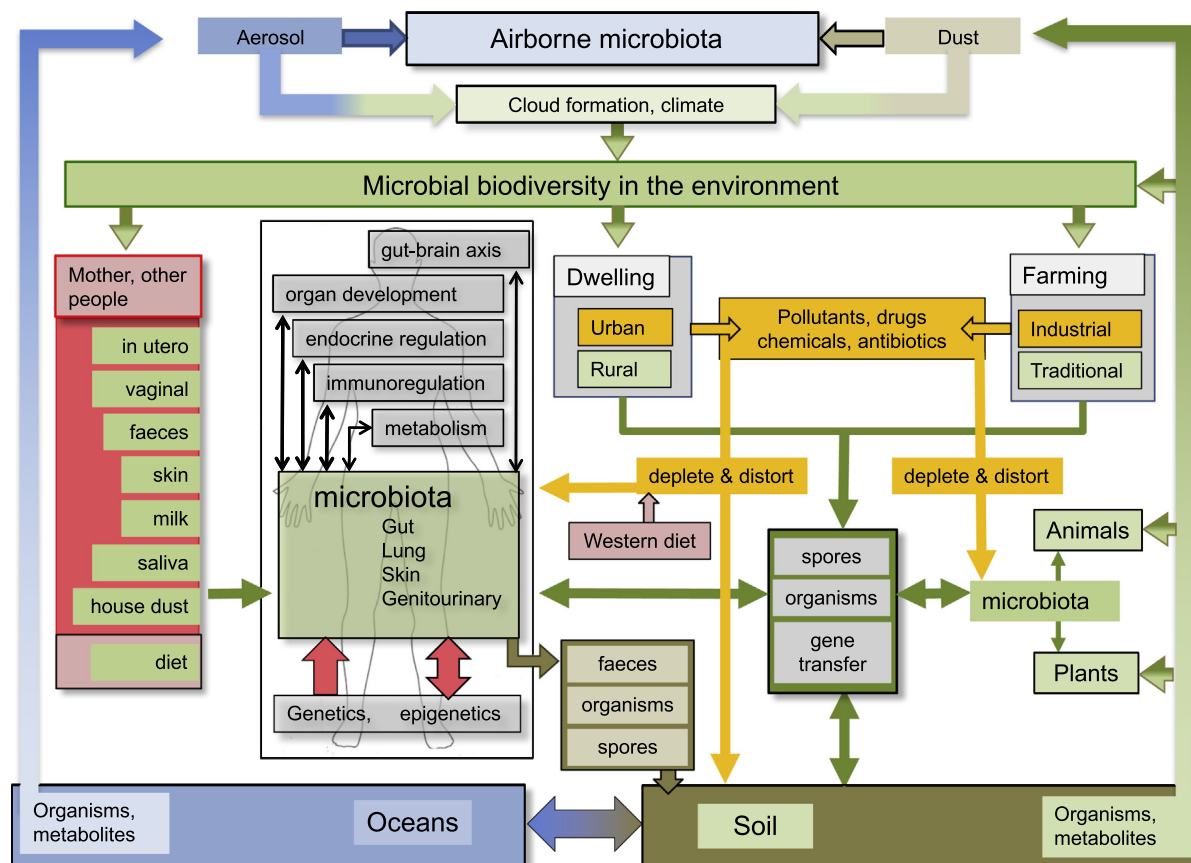 Aerosol
Airborne microbiota
Dust
Cloud formation, climate
Microbial biodiversity in the environment
Mother, other
people
in utero
vaginal
faeces
skin
milk
saliva
house dust
diet
gut-brain axis
organ development
endocrine regulation
immunoregulation
metabolism
microbiota
Gut
Lung
Skin
Genitourinary
Genetics, epigenetics
Dwelling
Urban
Rural
Pollutants, drugs
chemicals, antibiotics
Farming
Industrial
Traditional
deplete & distort
deplete & distort
Western diet
spores
organisms
gene
transfer
Animals
microbiota
Plants
faeces
organisms
spores
Organisms,
metabolites
Oceans
Soil
Organisms,
metabolites